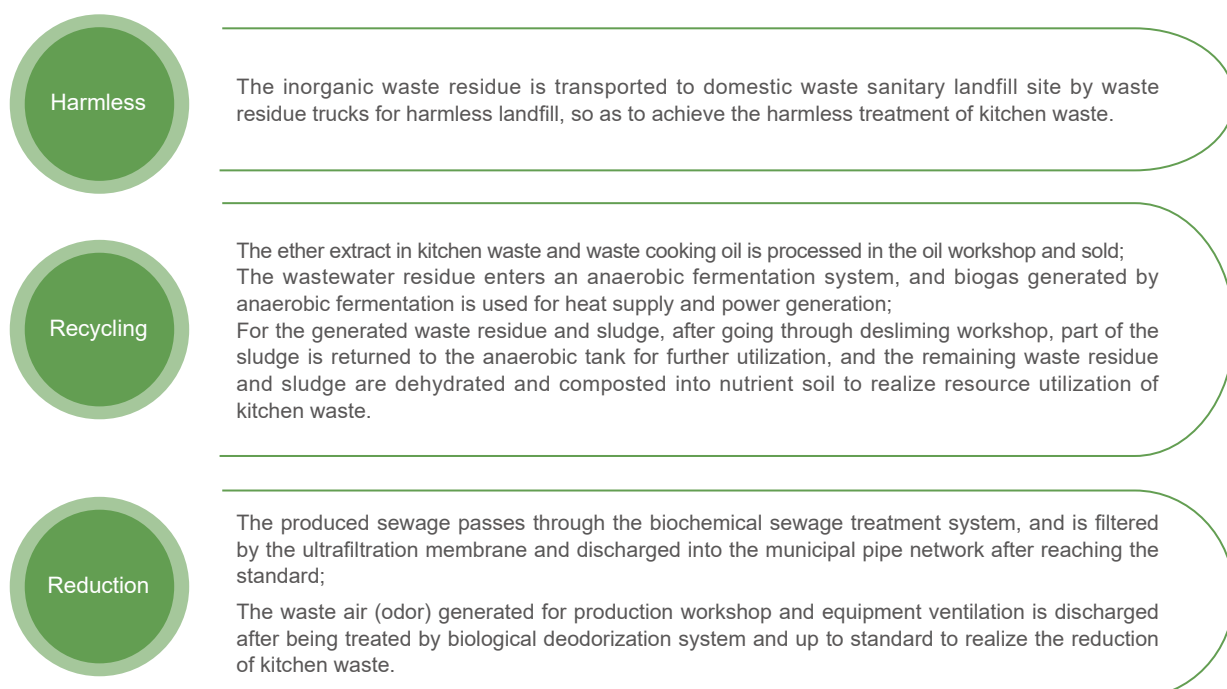 Harmless
The inorganic waste residue is transported to domestic waste sanitary landfill site by waste
residue trucks for harmless landfill, so as to achieve the harmless treatment of kitchen waste.
Recycling
The ether extract in kitchen waste and waste cooking oil is processed in the oil workshop and sold;
The wastewater residue enters an anaerobic fermentation system, and biogas generated by
anaerobic fermentation is used for heat supply and power generation;
For the generated waste residue and sludge, after going through desliming workshop, part of the
sludge is returned to the anaerobic tank for further utilization, and the remaining waste residue
and sludge are dehydrated and composted into nutrient soil to realize resource utilization of
kitchen waste.
Reduction
The produced sewage passes through the biochemical sewage treatment system, and is filtered
by the ultrafiltration membrane and discharged into the municipal pipe network after reaching the
standard;
The waste air (odor) generated for production workshop and equipment ventilation is discharged
after being treated by biological deodorization system and up to standard to realize the reduction
of kitchen waste.